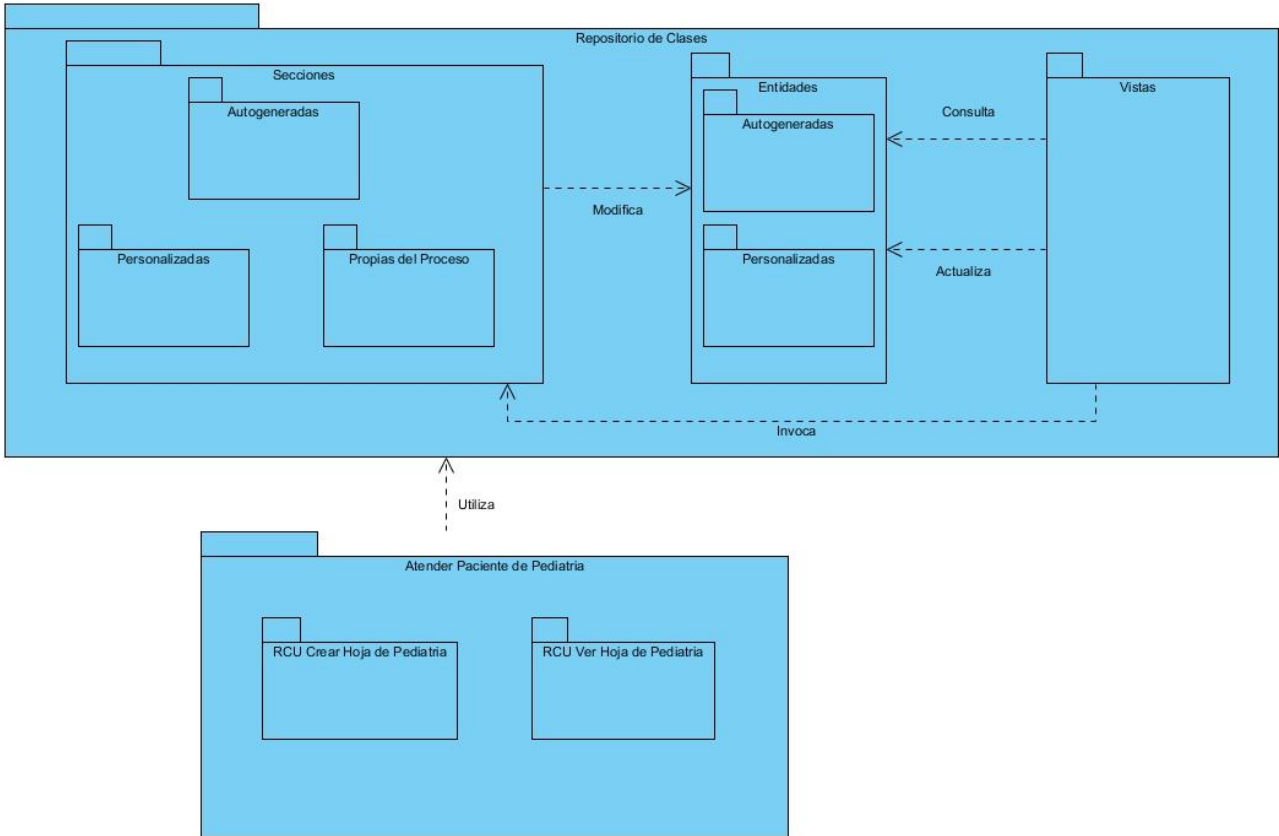 Repositorio de Clases
Secciones
Autogeneradas
Personalizadas
Propias del Proceso
Modifica
Entidades
Autogeneradas
Personalizadas
Consulta
Actualiza
Vistas
Invoca
Utiliza
Atender Paciente de Pediatria
RCU Crear Hoja de Pediatria
RCU Ver Hoja de Pediatria